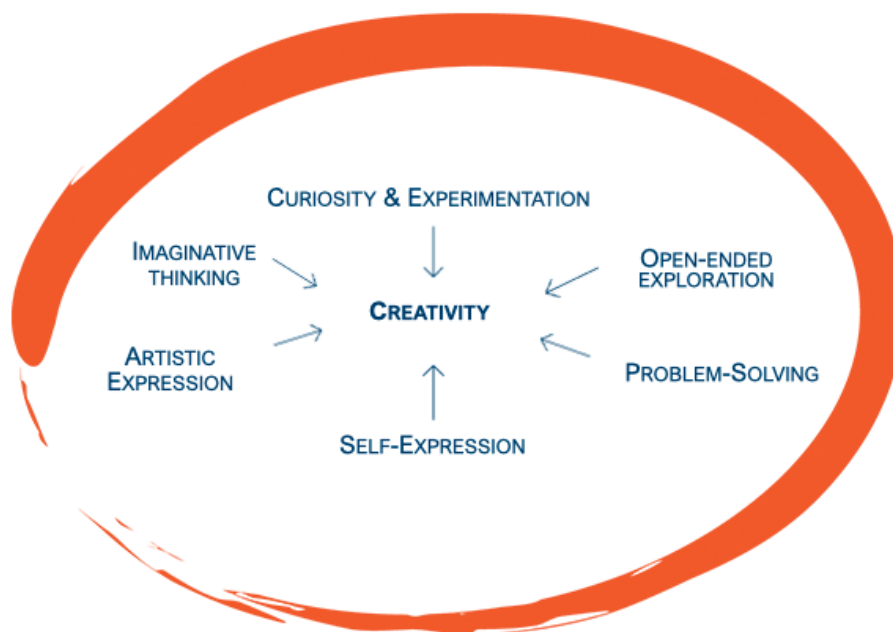 CURIOSITY & EXPERIMENTATION
IMAGINATIVE
THINKING
OPEN-ENDED
EXPLORATION
CREATIVITY
ARTISTIC
EXPRESSION
PROBLEM-SOLVING
SELF-EXPRESSION